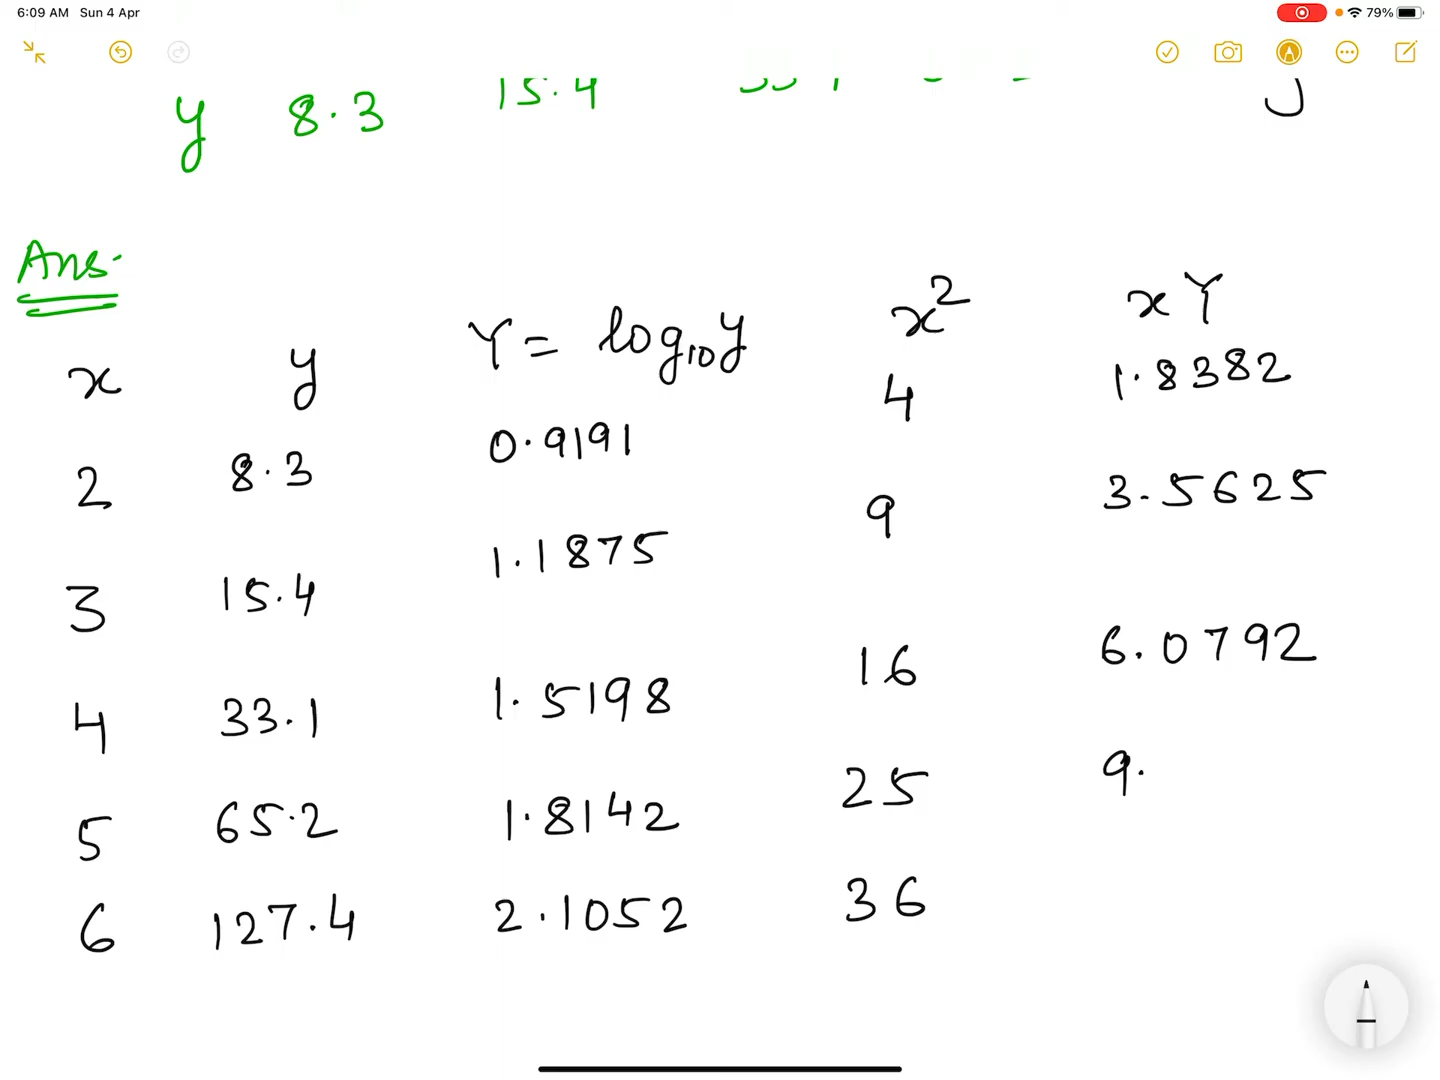 6:09 AM Sun 4 Apr 79%
y 8.3 15.4
Ans.
x y Y = log₁₀y x² xY
2 8.3 0.9191 4 1.8382
3 15.4 1.1875 9 3.5625
4 33.1 1.5198 16 6.0792
5 65.2 1.8142 25 9.
6 127.4 2.1052 36